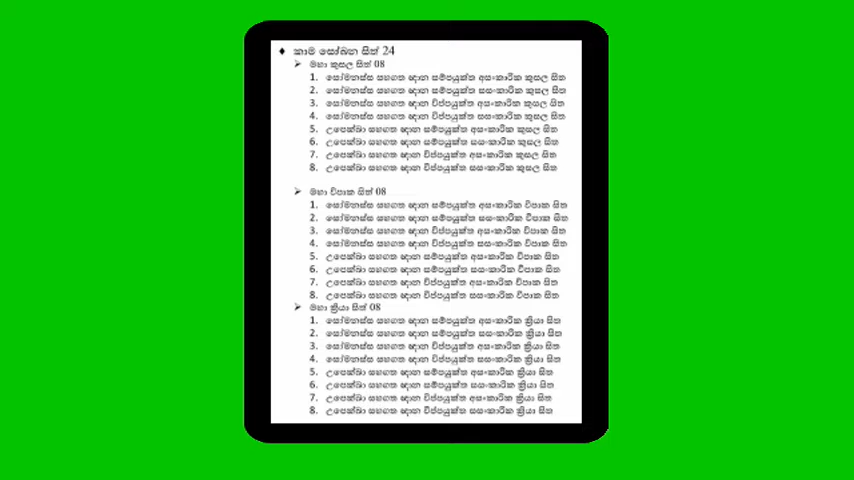 ♦ කාම සෝබන සිත් 24
➢ මහා කුසල සිත් 08
1. සෝමනස්ස සහගත ඥාන සම්පයුක්ත අසංකාරික කුසල සිත
2. සෝමනස්ස සහගත ඥාන සම්පයුක්ත සසංකාරික කුසල සිත
3. සෝමනස්ස සහගත ඥාන විප්පයුක්ත අසංකාරික කුසල සිත
4. සෝමනස්ස සහගත ඥාන විප්පයුක්ත සසංකාරික කුසල සිත
5. උපෙක්ඛා සහගත ඥාන සම්පයුක්ත අසංකාරික කුසල සිත
6. උපෙක්ඛා සහගත ඥාන සම්පයුක්ත සසංකාරික කුසල සිත
7. උපෙක්ඛා සහගත ඥාන විප්පයුක්ත අසංකාරික කුසල සිත
8. උපෙක්ඛා සහගත ඥාන විප්පයුක්ත සසංකාරික කුසල සිත
➢ මහා විපාක සිත් 08
1. සෝමනස්ස සහගත ඥාන සම්පයුක්ත අසංකාරික විපාක සිත
2. සෝමනස්ස සහගත ඥාන සම්පයුක්ත සසංකාරික විපාක සිත
3. සෝමනස්ස සහගත ඥාන විප්පයුක්ත අසංකාරික විපාක සිත
4. සෝමනස්ස සහගත ඥාන විප්පයුක්ත සසංකාරික විපාක සිත
5. උපෙක්ඛා සහගත ඥාන සම්පයුක්ත අසංකාරික විපාක සිත
6. උපෙක්ඛා සහගත ඥාන සම්පයුක්ත සසංකාරික විපාක සිත
7. උපෙක්ඛා සහගත ඥාන විප්පයුක්ත අසංකාරික විපාක සිත
8. උපෙක්ඛා සහගත ඥාන විප්පයුක්ත සසංකාරික විපාක සිත
➢ මහා ක්‍රියා සිත් 08
1. සෝමනස්ස සහගත ඥාන සම්පයුක්ත අසංකාරික ක්‍රියා සිත
2. සෝමනස්ස සහගත ඥාන සම්පයුක්ත සසංකාරික ක්‍රියා සිත
3. සෝමනස්ස සහගත ඥාන විප්පයුක්ත අසංකාරික ක්‍රියා සිත
4. සෝමනස්ස සහගත ඥාන විප්පයුක්ත සසංකාරික ක්‍රියා සිත
5. උපෙක්ඛා සහගත ඥාන සම්පයුක්ත අසංකාරික ක්‍රියා සිත
6. උපෙක්ඛා සහගත ඥාන සම්පයුක්ත සසංකාරික ක්‍රියා සිත
7. උපෙක්ඛා සහගත ඥාන විප්පයුක්ත අසංකාරික ක්‍රියා සිත
8. උපෙක්ඛා සහගත ඥාන විප්පයුක්ත සසංකාරික ක්‍රියා සිත